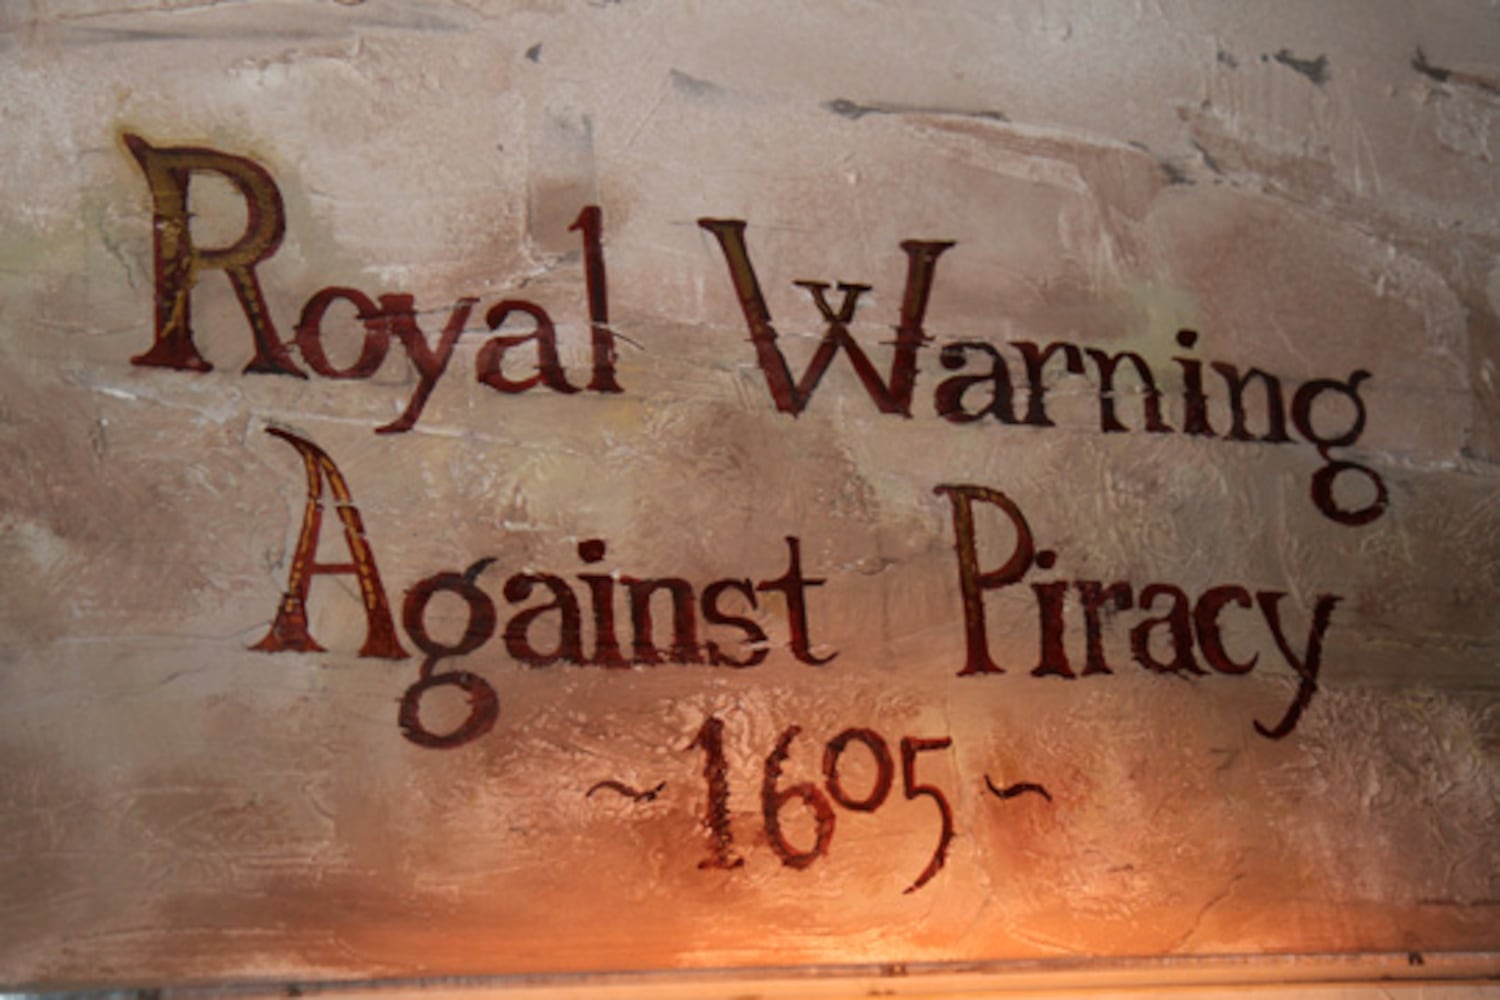 Royal Warning
Against Piracy
~1605~